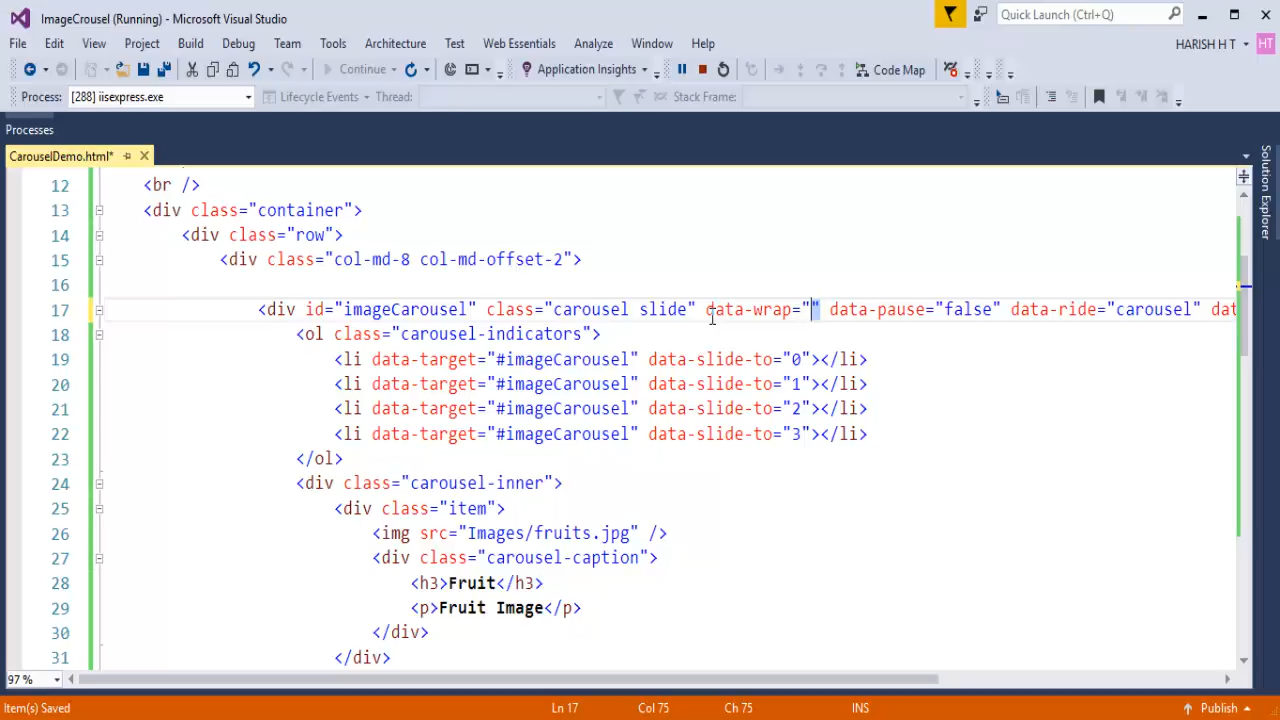 ImageCrousel (Running) - Microsoft Visual Studio
Quick Launch (Ctrl+Q)
File Edit View Project Build Debug Team Tools Architecture Test Web Essentials Analyze Window Help
HARISH H T HT
Continue Application Insights Code Map
Process: [288] iisexpress.exe Lifecycle Events Thread: Stack Frame:
Processes
CarouselDemo.html*
Solution Explorer
12 <br />
13 <div class="container">
14 <div class="row">
15 <div class="col-md-8 col-md-offset-2">
16
17 <div id="imageCarousel" class="carousel slide" data-wrap="" data-pause="false" data-ride="carousel" dat
18 <ol class="carousel-indicators">
19 <li data-target="#imageCarousel" data-slide-to="0"></li>
20 <li data-target="#imageCarousel" data-slide-to="1"></li>
21 <li data-target="#imageCarousel" data-slide-to="2"></li>
22 <li data-target="#imageCarousel" data-slide-to="3"></li>
23 </ol>
24 <div class="carousel-inner">
25 <div class="item">
26 <img src="Images/fruits.jpg" />
27 <div class="carousel-caption">
28 <h3>Fruit</h3>
29 <p>Fruit Image</p>
30 </div>
31 </div>
97 %
Item(s) Saved Ln 17 Col 75 Ch 75 INS Publish